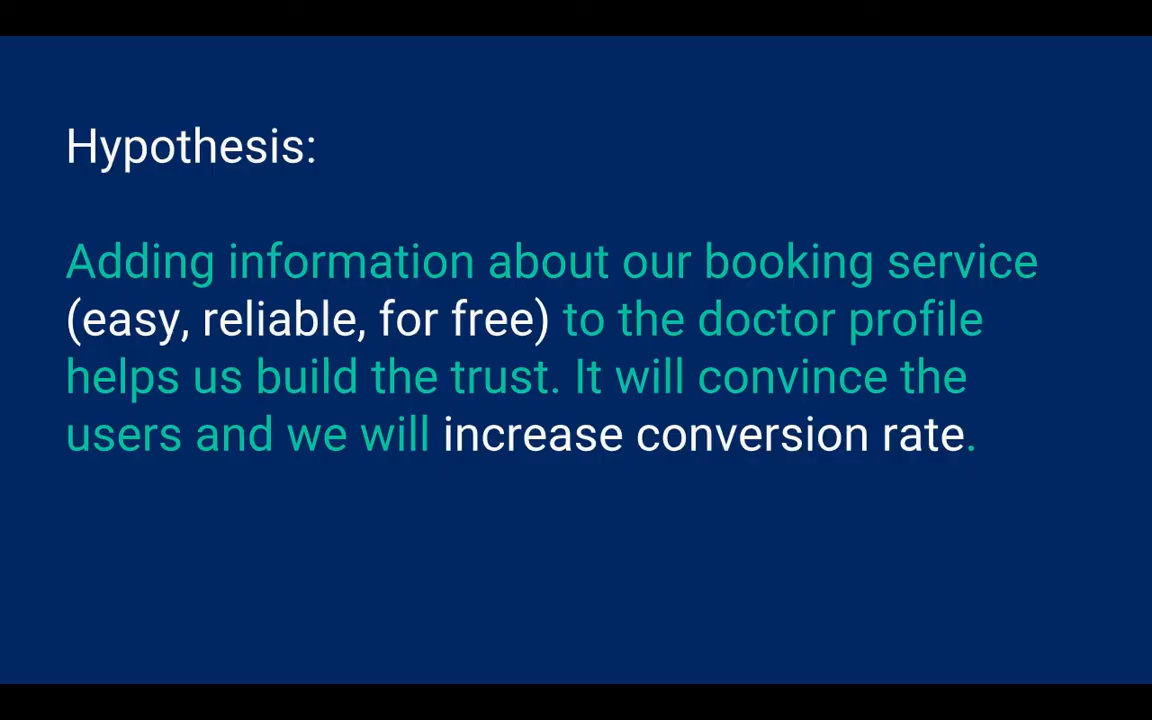 Hypothesis:
Adding information about our booking service
(easy, reliable, for free) to the doctor profile
helps us build the trust. It will convince the
users and we will increase conversion rate.